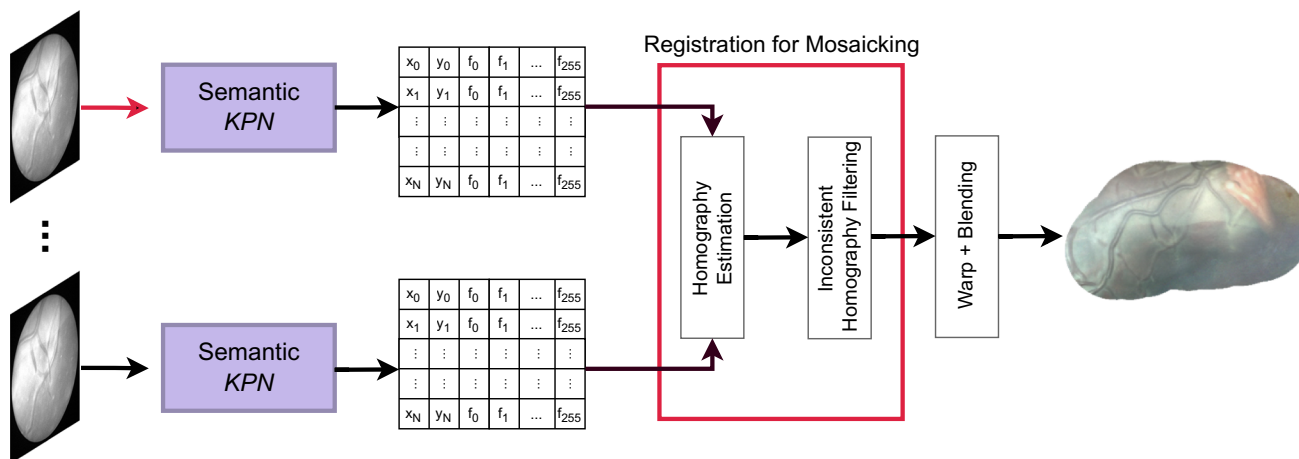 Registration for Mosaicking
Semantic
KPN
x0 y0 f0 f1 ... f255
x1 y1 f0 f1 ... f255
⋮ ⋮ ⋮ ⋮ ⋮ ⋮
⋮ ⋮ ⋮ ⋮ ⋮ ⋮
xN yN f0 f1 ... f255
...
Semantic
KPN
x0 y0 f0 f1 ... f255
x1 y1 f0 f1 ... f255
⋮ ⋮ ⋮ ⋮ ⋮ ⋮
⋮ ⋮ ⋮ ⋮ ⋮ ⋮
xN yN f0 f1 ... f255
Homography
Estimation
Inconsistent
Homography Filtering
Warp + Blending